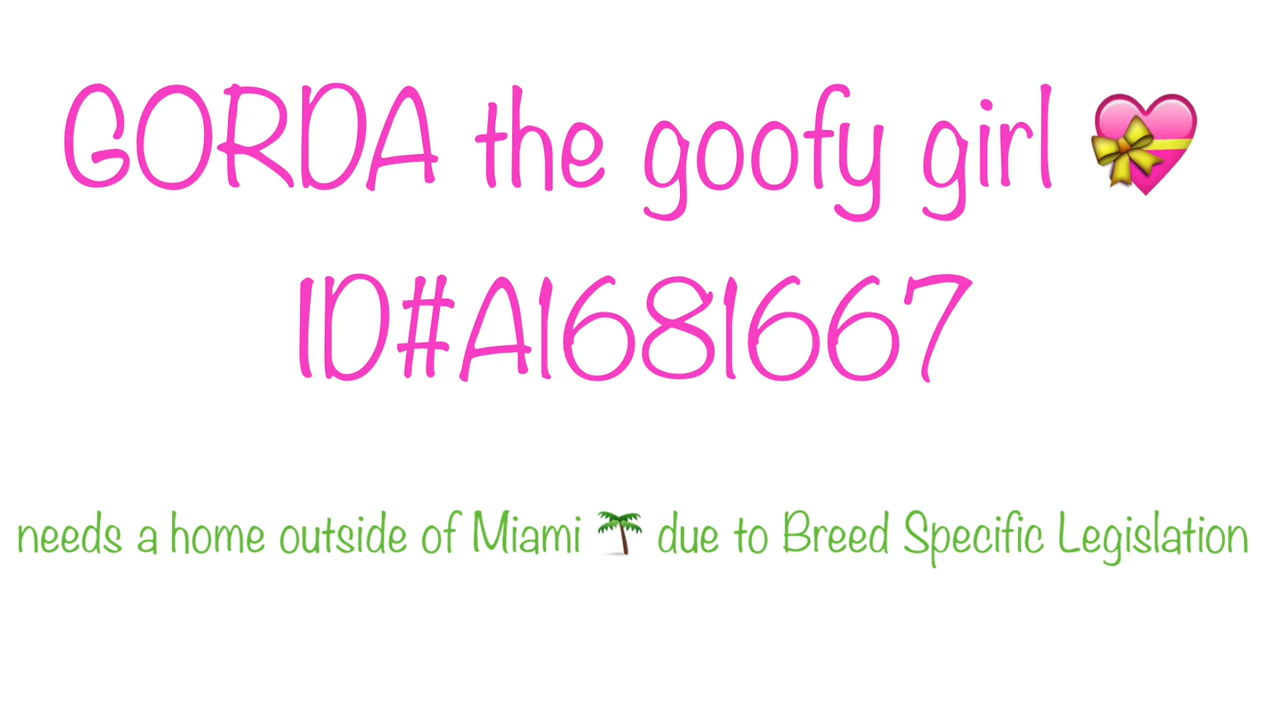 GORDA the goofy girl 💝
ID#A1681667
needs a home outside of Miami 🌴 due to Breed Specific Legislation